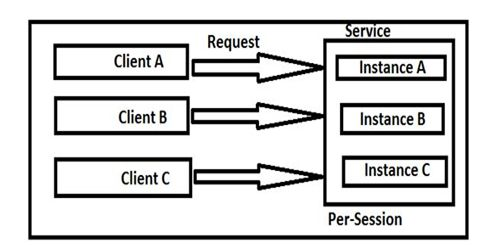 Service
Request
Client A
Instance A
Client B
Instance B
Client C
Instance C
Per-Session